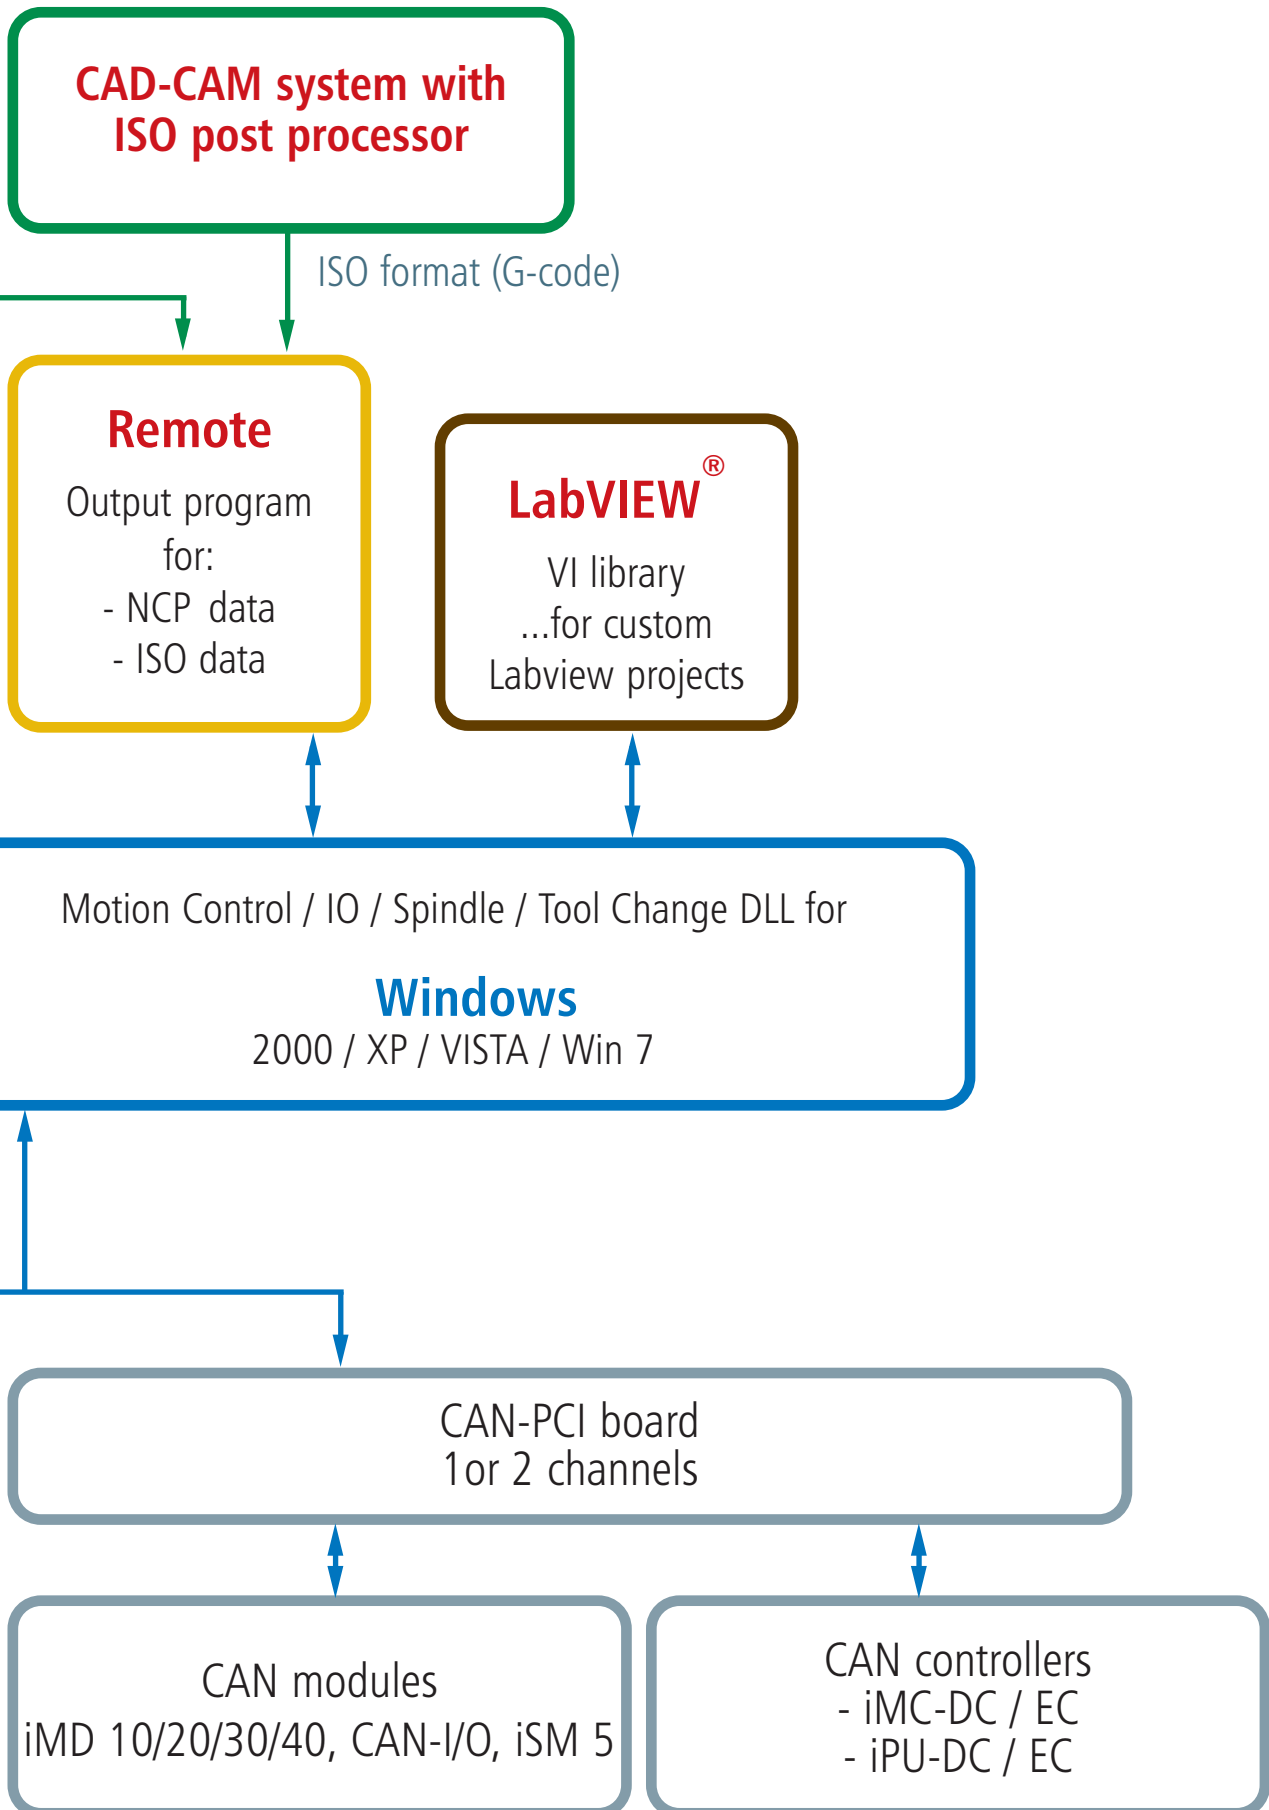 CAD-CAM system with
ISO post processor
ISO format (G-code)
Remote
Output program
for:
- NCP data
- ISO data
LabVIEW®
VI library
...for custom
Labview projects
Motion Control / IO / Spindle / Tool Change DLL for
Windows
2000 / XP / VISTA / Win 7
CAN-PCI board
1or 2 channels
CAN modules
iMD 10/20/30/40, CAN-I/O, iSM 5
CAN controllers
- iMC-DC / EC
- iPU-DC / EC